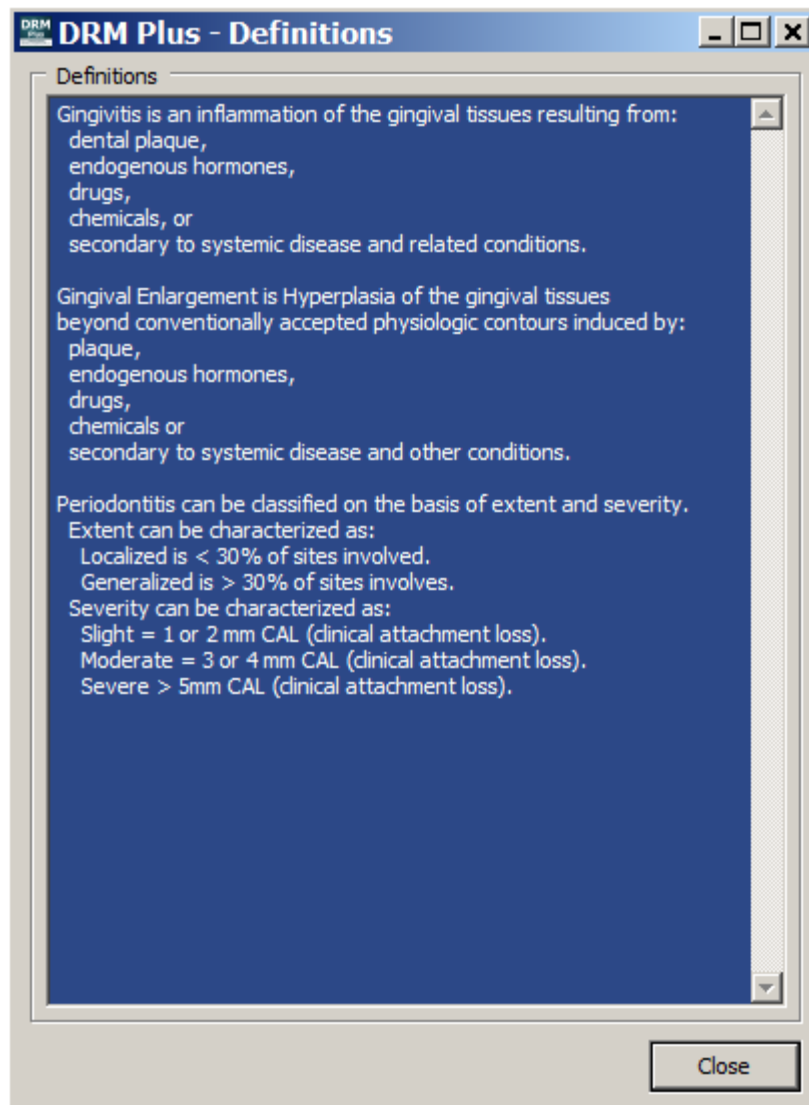 DRM
Plus
DRM Plus - Definitions
Definitions
Gingivitis is an inflammation of the gingival tissues resulting from:
dental plaque,
endogenous hormones,
drugs,
chemicals, or
secondary to systemic disease and related conditions.
Gingival Enlargement is Hyperplasia of the gingival tissues
beyond conventionally accepted physiologic contours induced by:
plaque,
endogenous hormones,
drugs,
chemicals or
secondary to systemic disease and other conditions.
Periodontitis can be classified on the basis of extent and severity.
Extent can be characterized as:
Localized is < 30% of sites involved.
Generalized is > 30% of sites involves.
Severity can be characterized as:
Slight = 1 or 2 mm CAL (clinical attachment loss).
Moderate = 3 or 4 mm CAL (clinical attachment loss).
Severe > 5mm CAL (clinical attachment loss).
Close